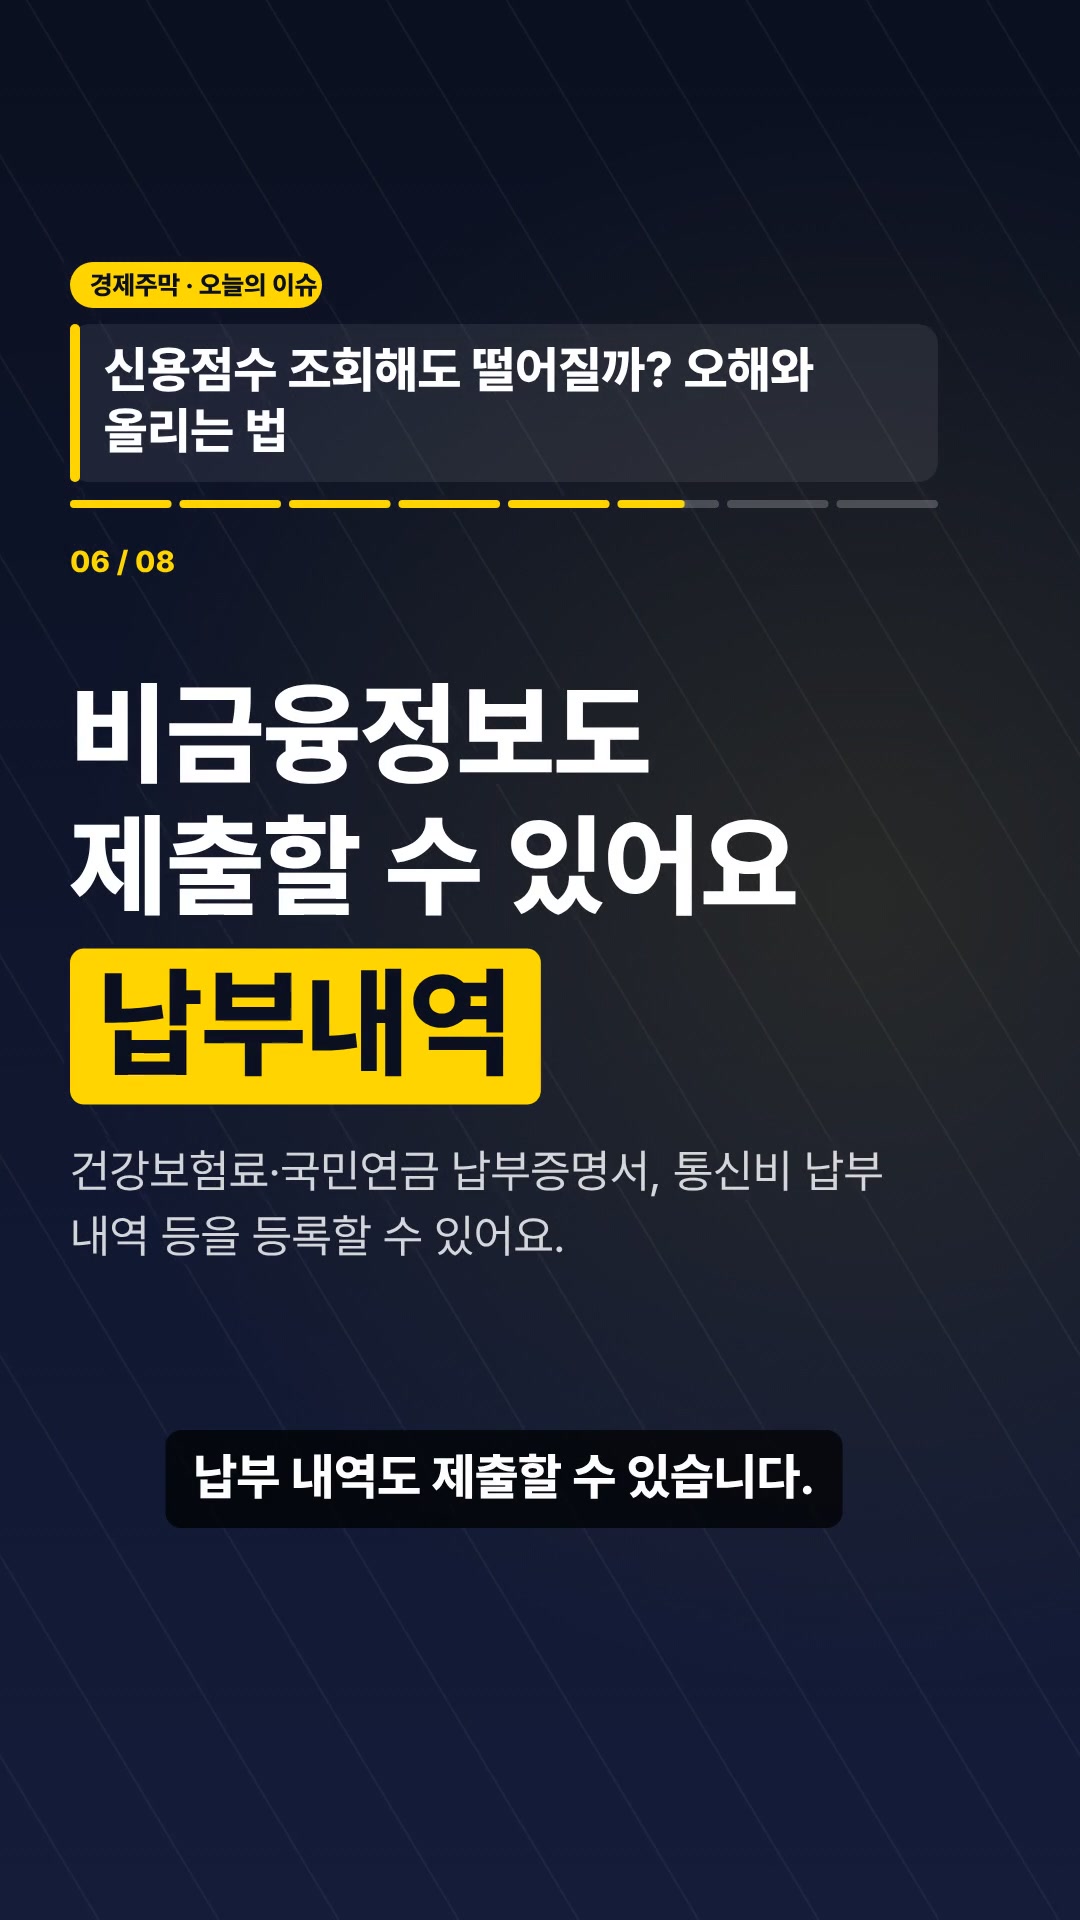 경제주막 · 오늘의 이슈
신용점수 조회해도 떨어질까? 오해와
올리는 법
06 / 08
비금융정보도
제출할 수 있어요
납부내역
건강보험료·국민연금 납부증명서, 통신비 납부
내역 등을 등록할 수 있어요.
납부 내역도 제출할 수 있습니다.